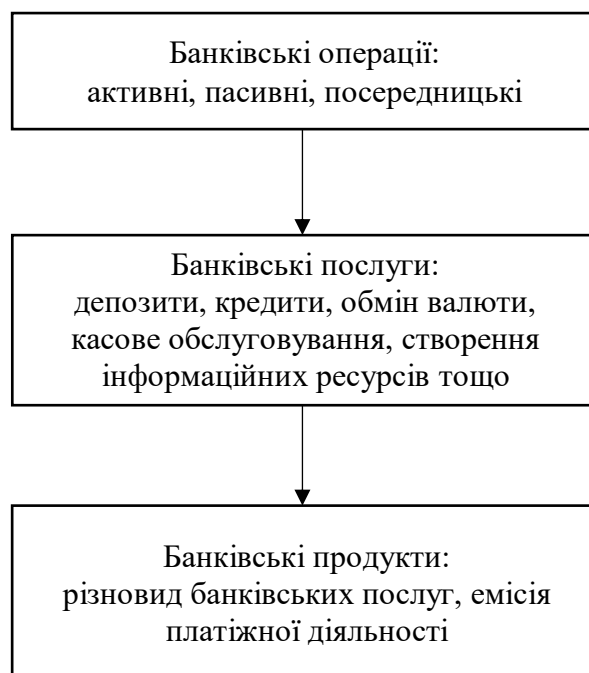 Банківські операції:
активні, пасивні, посередницькі
Банківські послуги:
депозити, кредити, обмін валюти,
касове обслуговування, створення
інформаційних ресурсів тощо
Банківські продукти:
різновид банківських послуг, емісія
платіжної діяльності